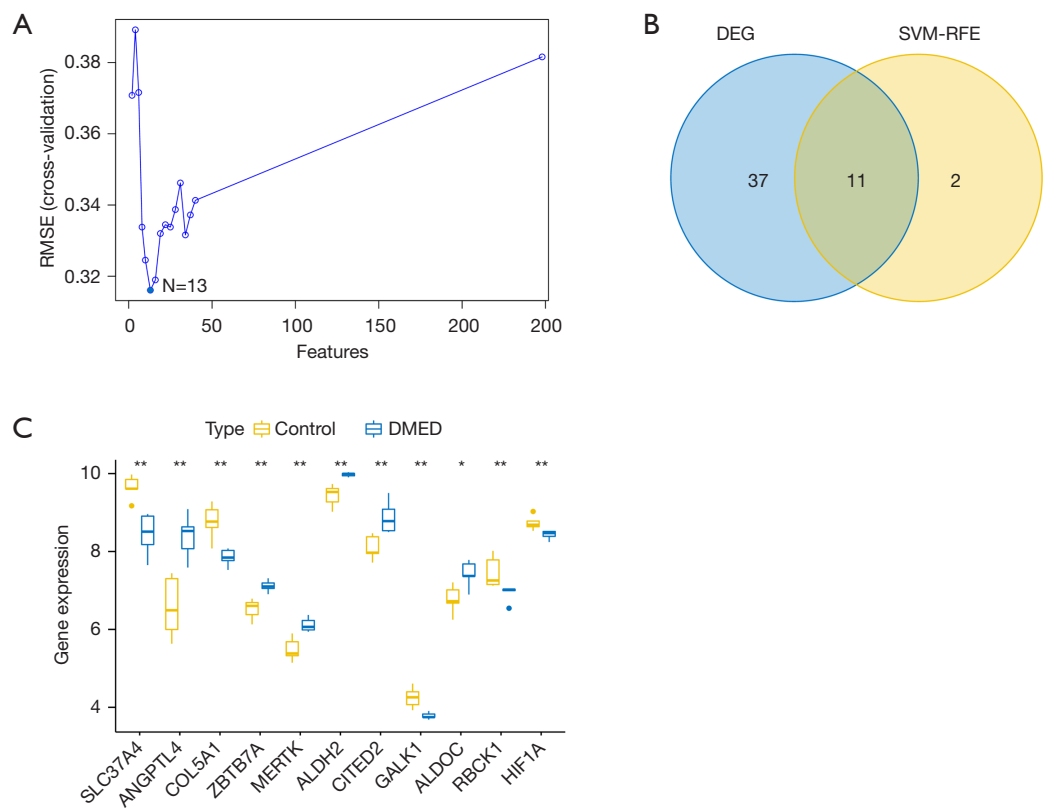 A
0.38
0.36
0.34
0.32
RMSE (cross-validation)
N=13
0 50 100 150 200 200
Features
B
DEG SVM-RFE
37 11 2
C
Type Control DMED
** ** ** ** ** ** ** ** * ** **
10
8
6
4
Gene expression
SLC37A4
ANGPTL4
COL5A1
ZBTB7A
MERTK
ALDH2
CITED2
GALK1
ALDOC
RBCK1
HIF1A